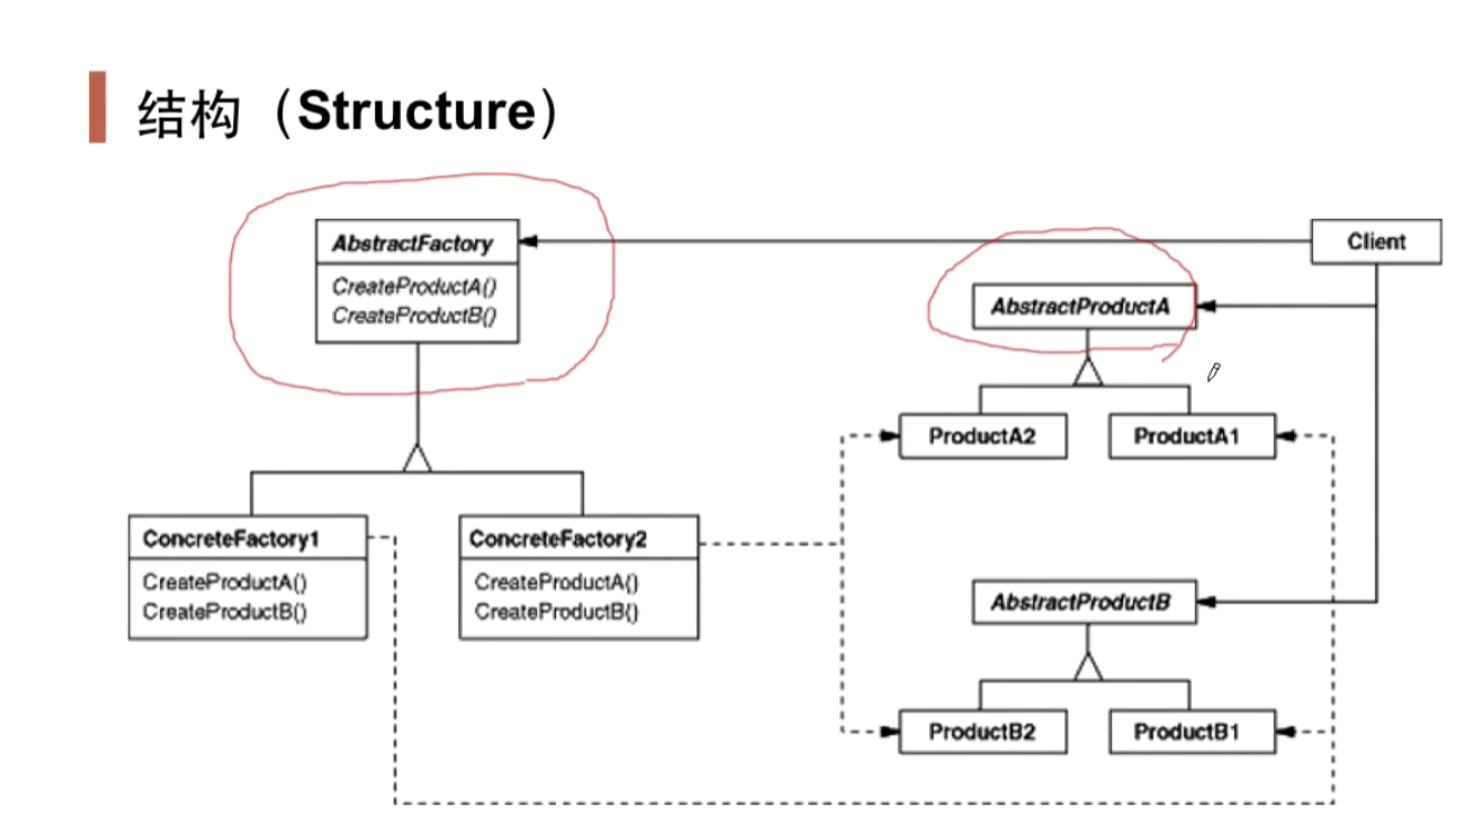 结构（Structure）
AbstractFactory
CreateProductA()
CreateProductB()
Client
AbstractProductA
ProductA2
ProductA1
ConcreteFactory1
CreateProductA()
CreateProductB()
ConcreteFactory2
CreateProductA()
CreateProductB()
AbstractProductB
ProductB2
ProductB1